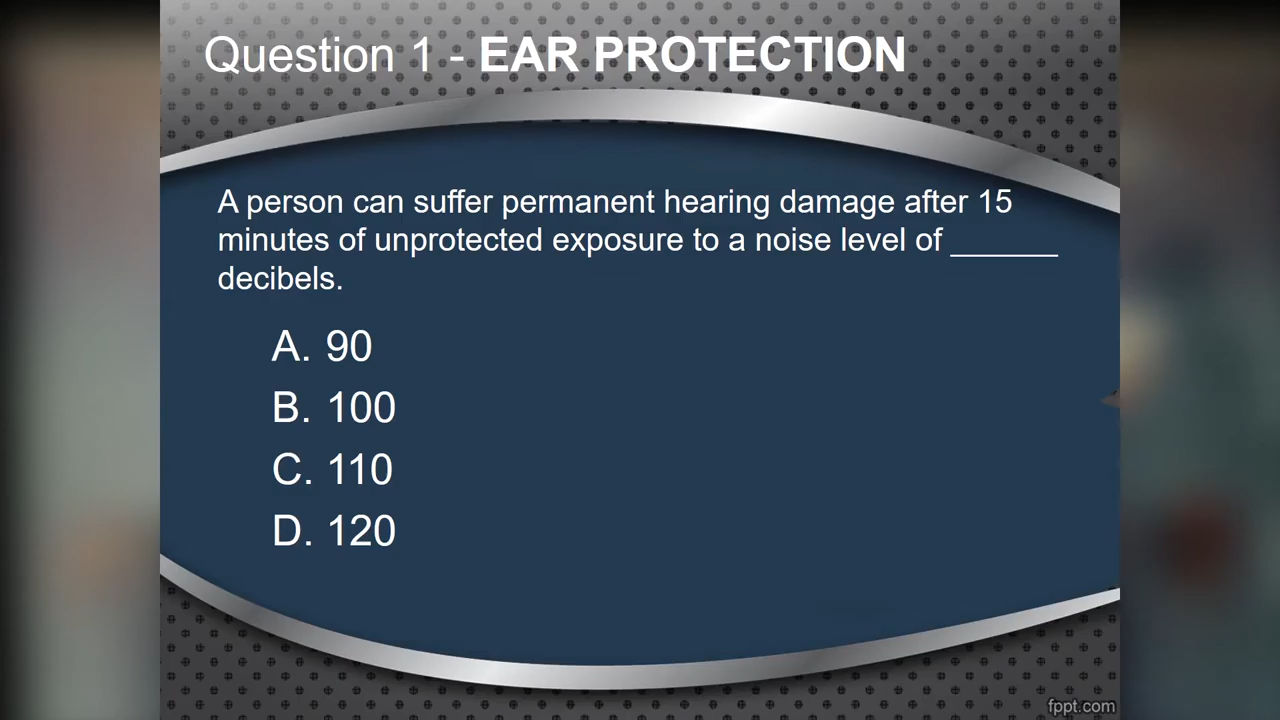 Question 1 - EAR PROTECTION
A person can suffer permanent hearing damage after 15
minutes of unprotected exposure to a noise level of ______
decibels.
A. 90
B. 100
C. 110
D. 120
fppt.com